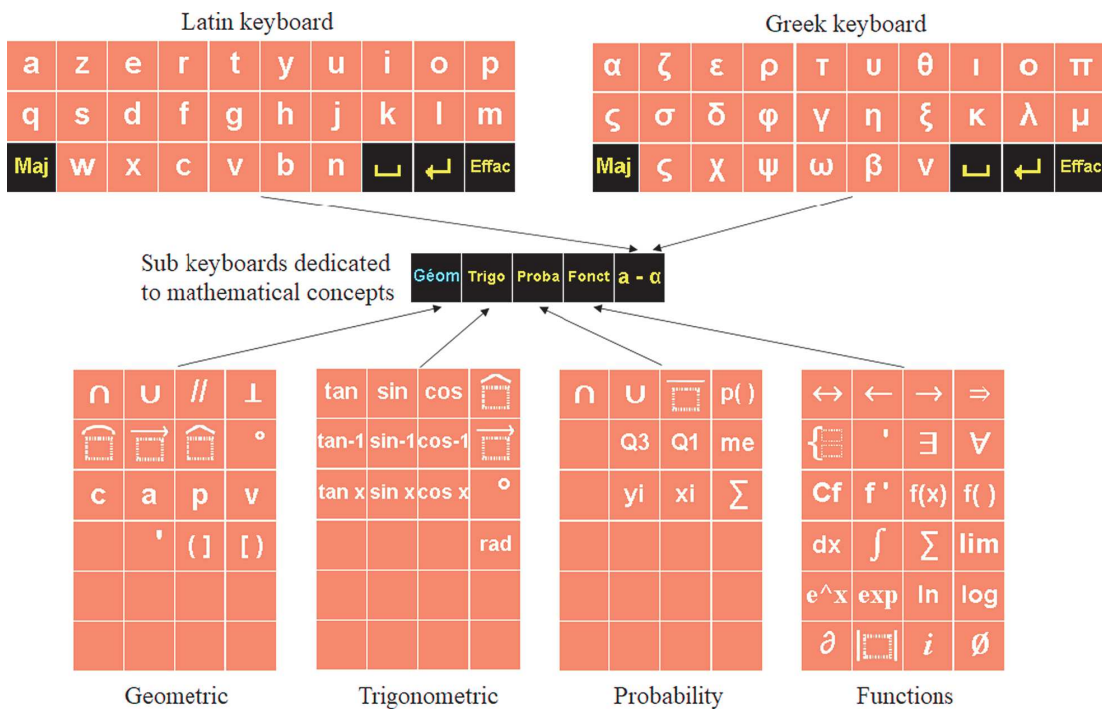 Latin keyboard
a z e r t y u i o p
q s d f g h j k l m
Maj w x c v b n ⎵ ↵ Effac
Greek keyboard
α ζ ε ρ τ υ θ ι ο π
ς σ δ φ γ η ξ κ λ μ
Maj ς χ ψ ω β ν ⎵ ↵ Effac
Sub keyboards dedicated
to mathematical concepts
Géom Trigo Proba Fonct a - α
∩ ∪ // ⊥
°
c a p v
' ( ] [ )
Geometric
tan sin cos
tan-1 sin-1 cos-1
tan x sin x cos x °
rad
Trigonometric
∩ ∪ p( )
Q3 Q1 me
yi xi ∑
Probability
↔ ← → ⇒
{ ' ∃ ∀
Cf f ' f(x) f( )
dx ∫ ∑ lim
e^x exp ln log
∂ | | i Ø
Functions